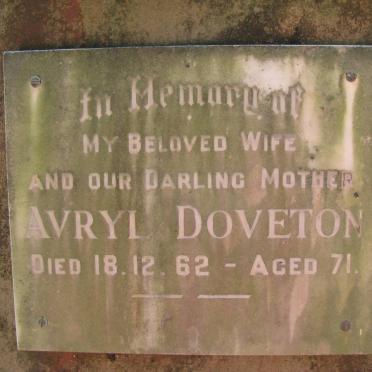 In Memory of
My Beloved Wife
and our Darling Mother
Avryl Doveton
Died 18.12.62 - Aged 71.